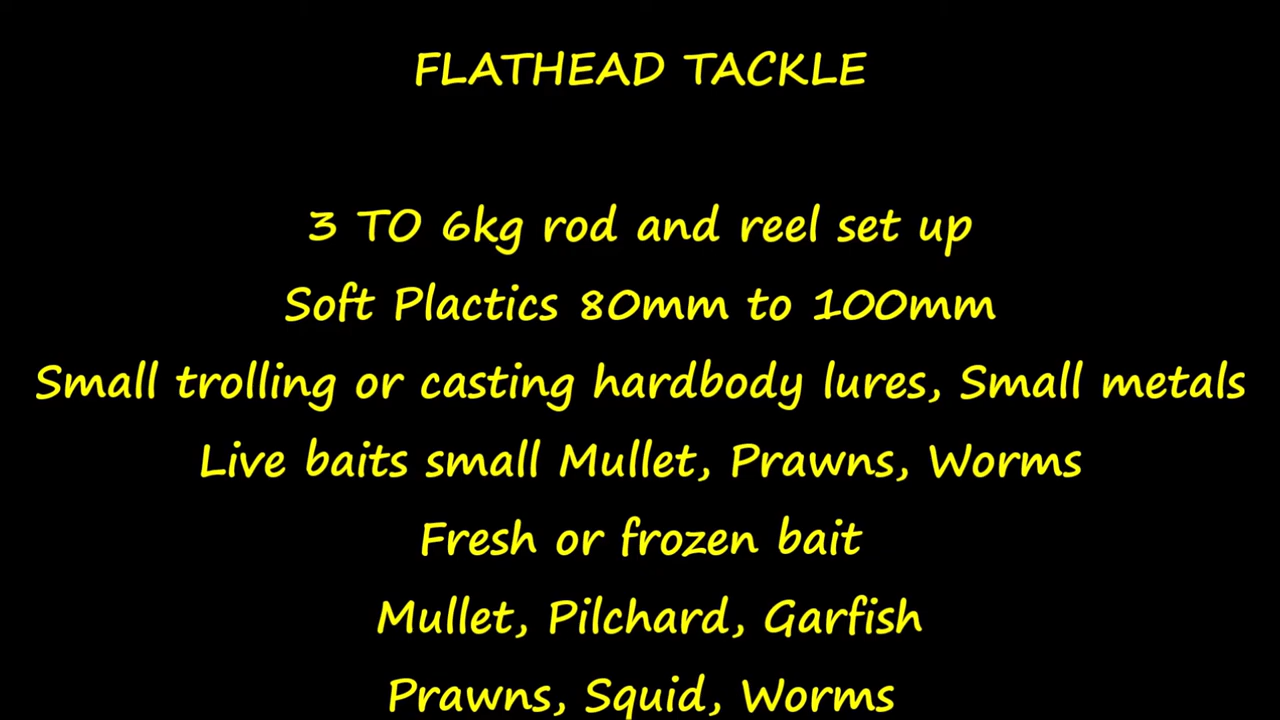 FLATHEAD TACKLE
3 TO 6kg rod and reel set up
Soft Plactics 80mm to 100mm
Small trolling or casting hardbody lures, Small metals
Live baits small Mullet, Prawns, Worms
Fresh or frozen bait
Mullet, Pilchard, Garfish
Prawns, Squid, Worms